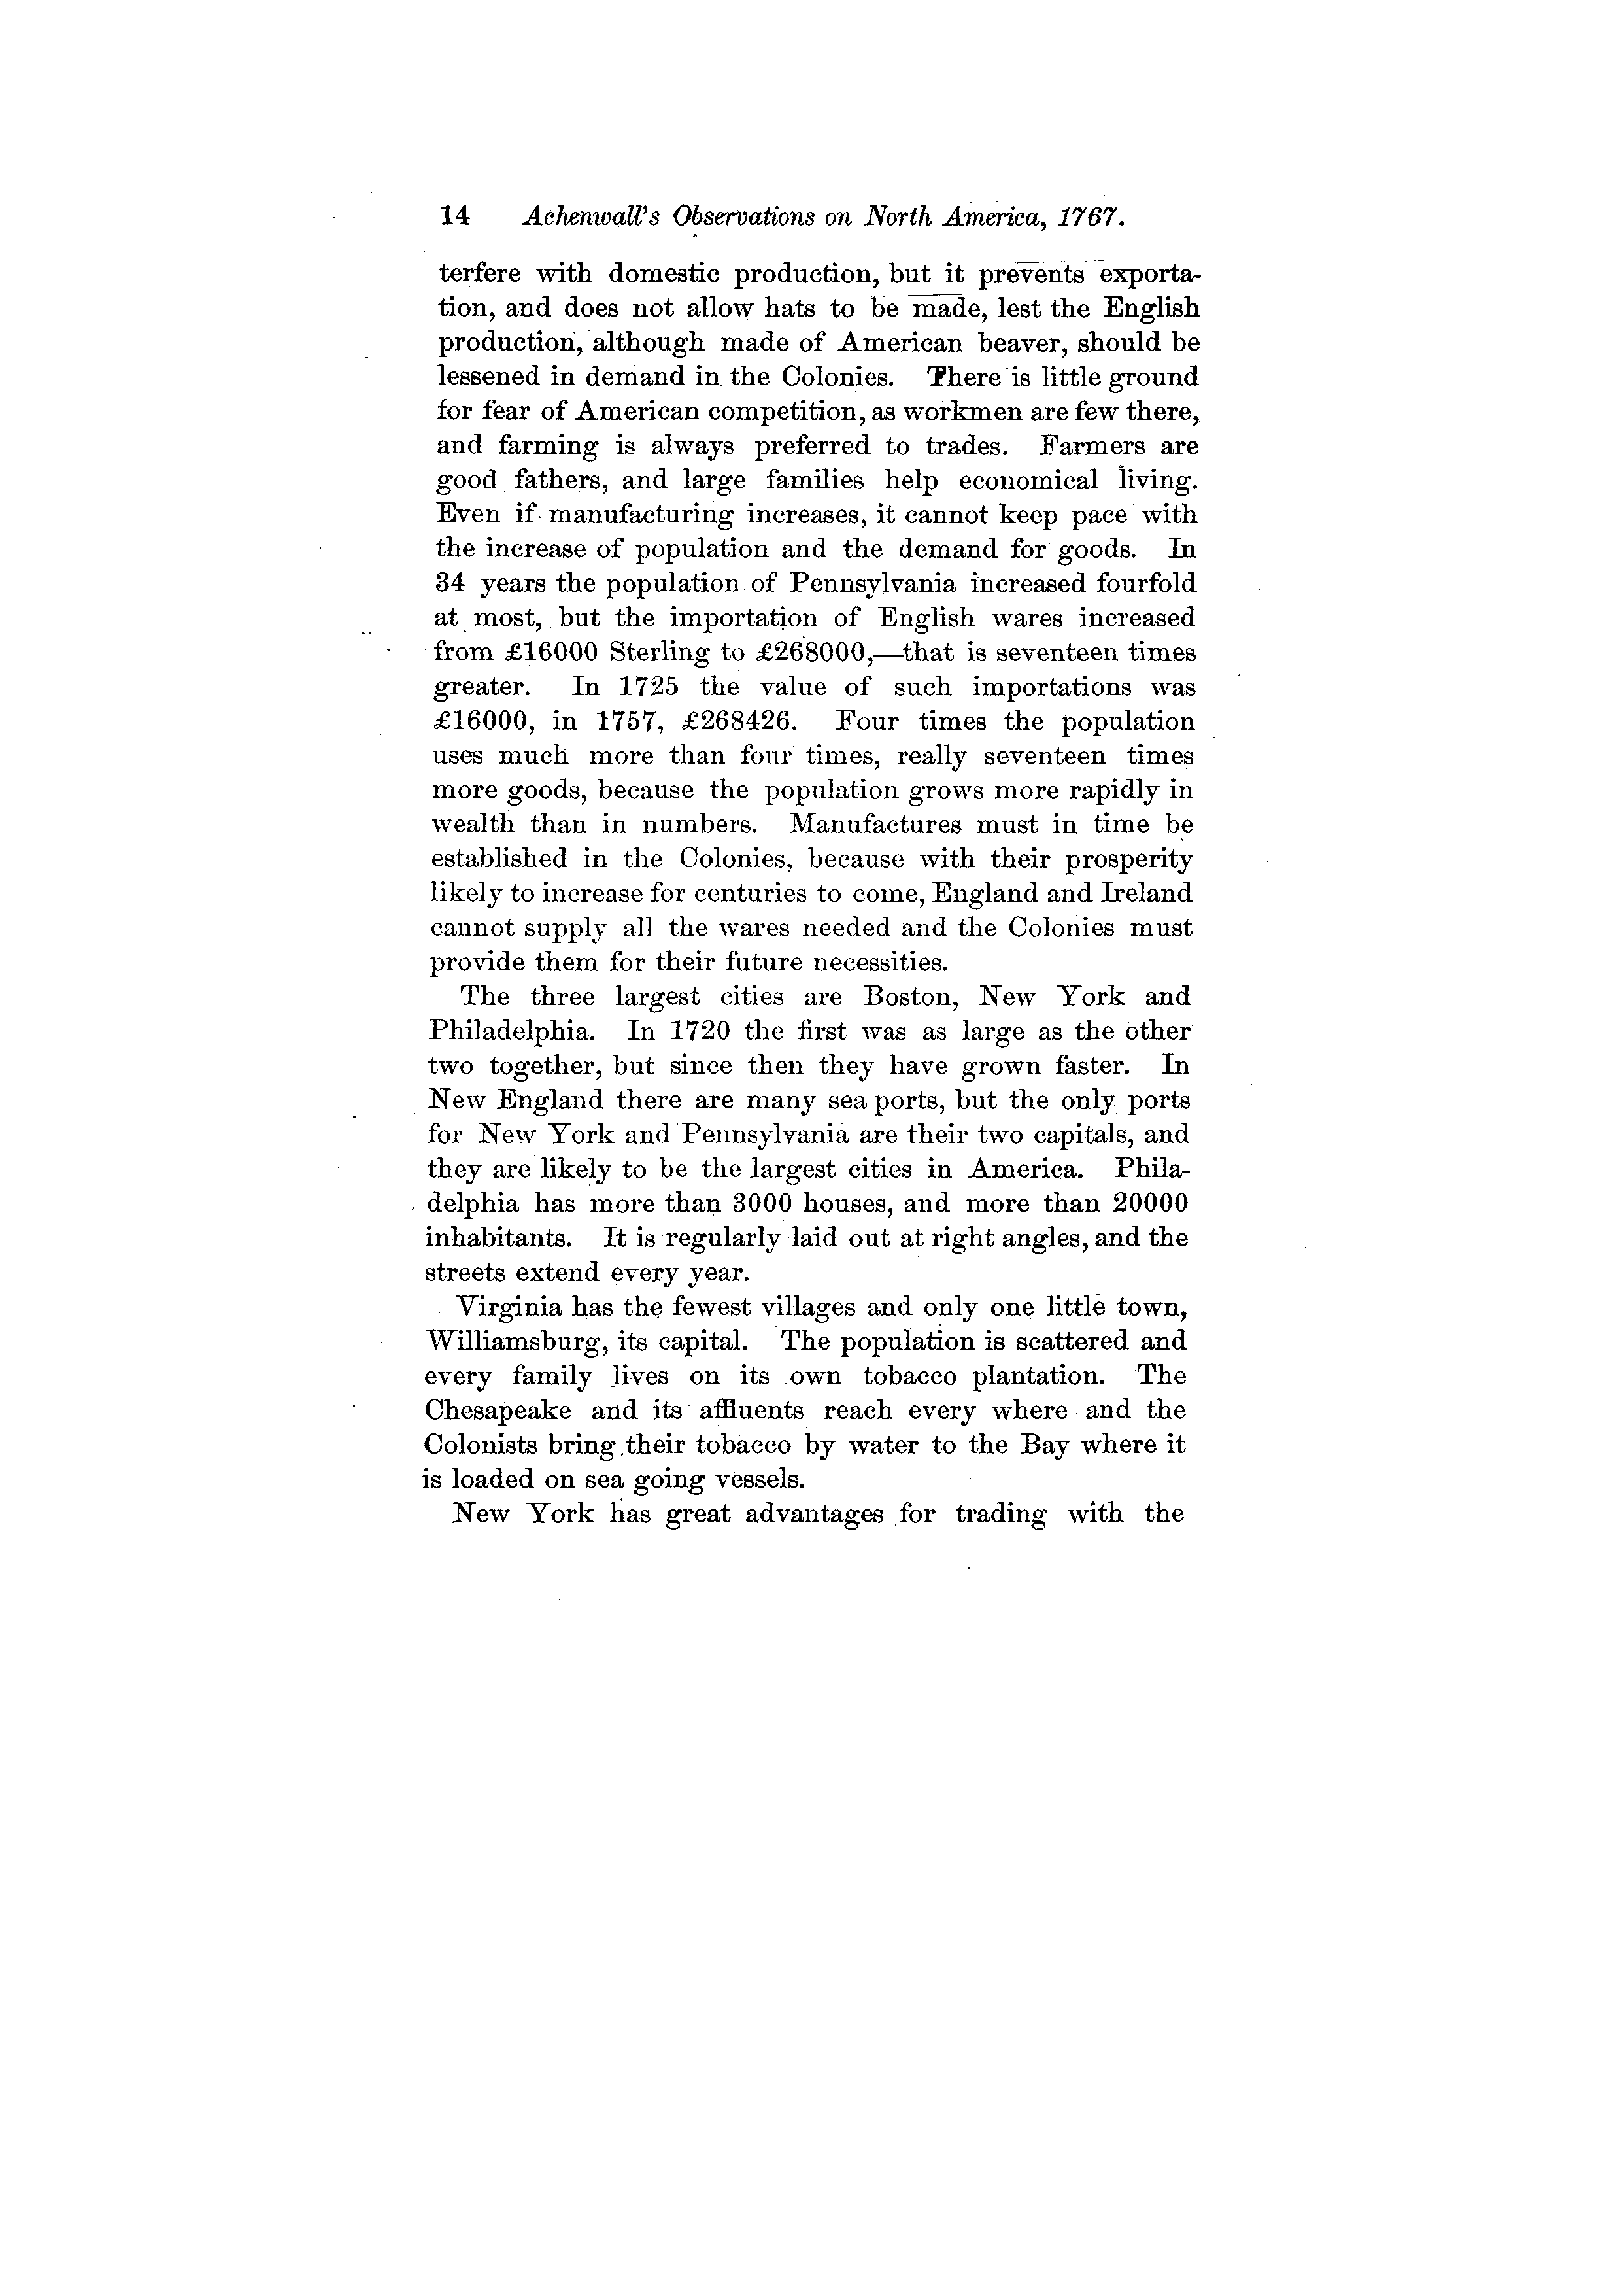 14 Achenwall's Observations on North America, 1767.
terfere with domestic production, but it prevents exporta-
tion, and does not allow hats to be made, lest the English
production, although made of American beaver, should be
lessened in demand in the Colonies. There is little ground
for fear of American competition, as workmen are few there,
and farming is always preferred to trades. Farmers are
good fathers, and large families help economical living.
Even if manufacturing increases, it cannot keep pace with
the increase of population and the demand for goods. In
34 years the population of Pennsylvania increased fourfold
at most, but the importation of English wares increased
from £16000 Sterling to £268000,—that is seventeen times
greater. In 1725 the value of such importations was
£16000, in 1757, £268426. Four times the population
uses much more than four times, really seventeen times
more goods, because the population grows more rapidly in
wealth than in numbers. Manufactures must in time be
established in the Colonies, because with their prosperity
likely to increase for centuries to come, England and Ireland
cannot supply all the wares needed and the Colonies must
provide them for their future necessities.
The three largest cities are Boston, New York and
Philadelphia. In 1720 the first was as large as the other
two together, but since then they have grown faster. In
New England there are many sea ports, but the only ports
for New York and Pennsylvania are their two capitals, and
they are likely to be the largest cities in America. Phila-
delphia has more than 3000 houses, and more than 20000
inhabitants. It is regularly laid out at right angles, and the
streets extend every year.
Virginia has the fewest villages and only one little town,
Williamsburg, its capital. The population is scattered and
every family lives on its own tobacco plantation. The
Chesapeake and its affluents reach every where and the
Colonists bring their tobacco by water to the Bay where it
is loaded on sea going vessels.
New York has great advantages for trading with the